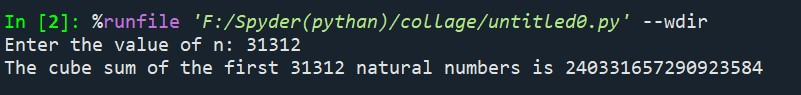 In [2]: %runfile 'F:/Spyder(pythan)/collage/untitled0.py' --wdir
Enter the value of n: 31312
The cube sum of the first 31312 natural numbers is 240331657290923584